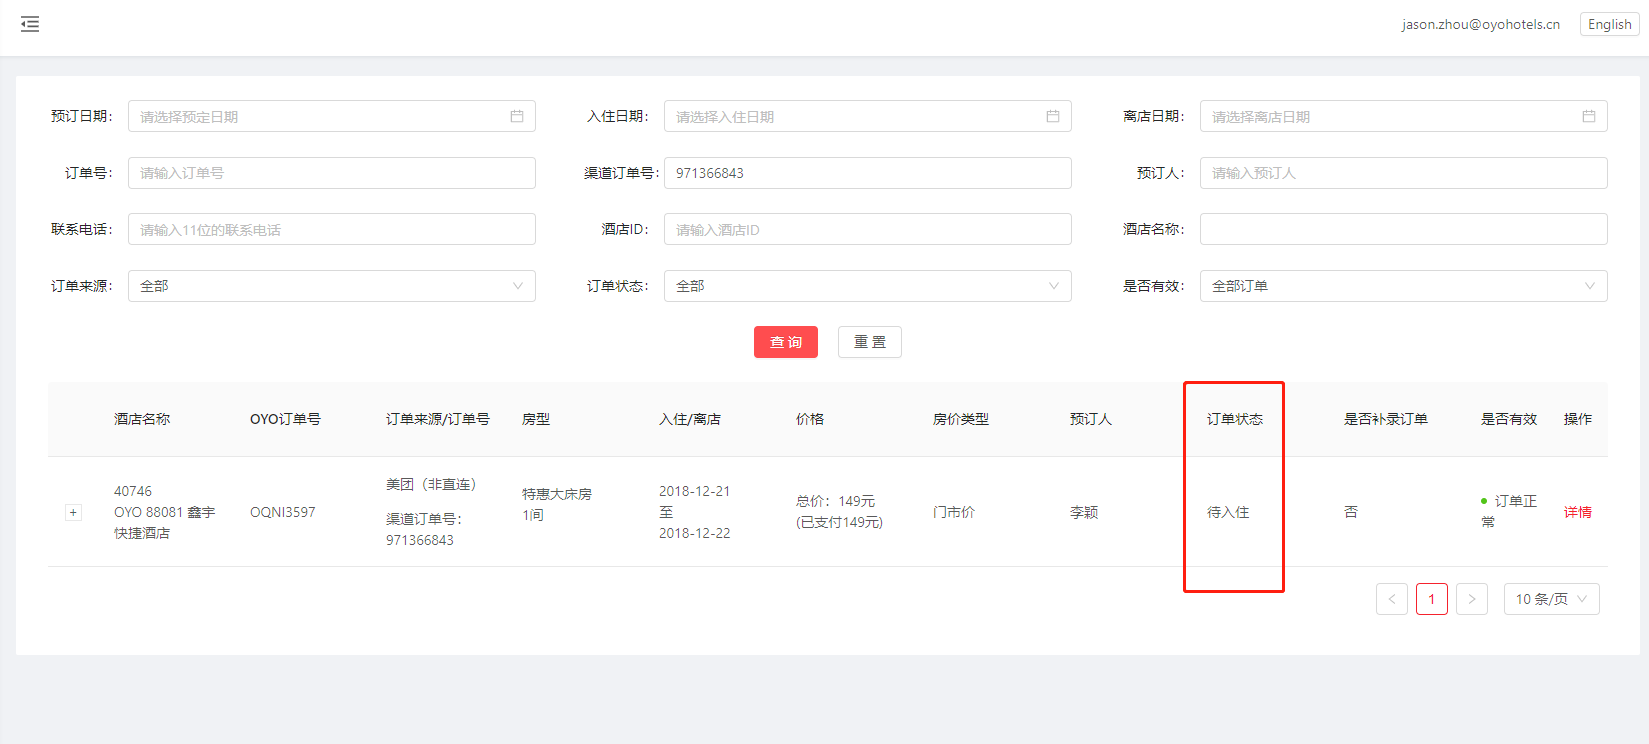 jason.zhou@oyohotels.cn English
预订日期： 请选择预定日期 入住日期： 请选择入住日期 离店日期： 请选择离店日期
订单号： 请输入订单号 渠道订单号： 971366843 预订人： 请输入预订人
联系电话： 请输入11位的联系电话 酒店ID： 请输入酒店ID 酒店名称：
订单来源： 全部 订单状态： 全部 是否有效： 全部订单
查 询 重 置
酒店名称 OYO订单号 订单来源/订单号 房型 入住/离店 价格 房价类型 预订人 订单状态 是否补录订单 是否有效 操作
+
40746
OYO 88081 鑫宇
快捷酒店
OQNI3597
美团（非直连）
渠道订单号：
971366843
特惠大床房
1间
2018-12-21
至
2018-12-22
总价：149元
(已支付149元)
门市价
李颖
待入住
否
订单正
常
详情
< 1 > 10 条/页